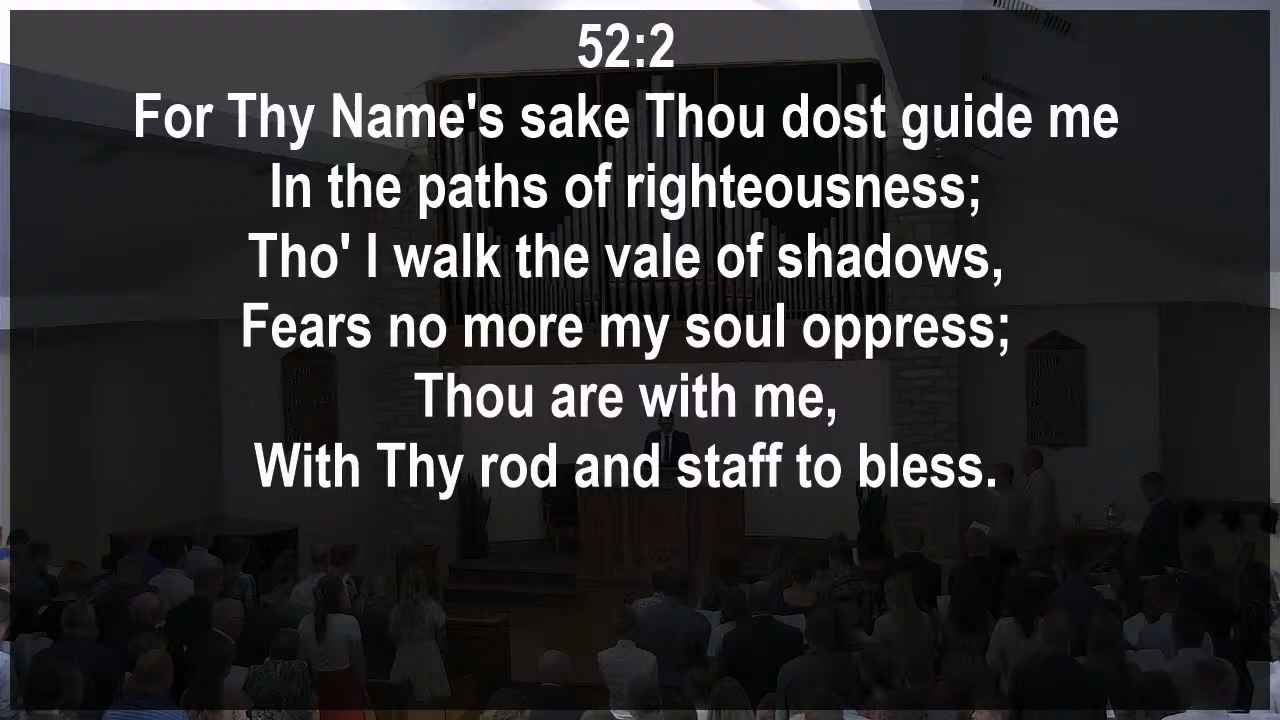 52:2
For Thy Name's sake Thou dost guide me
In the paths of righteousness;
Tho' I walk the vale of shadows,
Fears no more my soul oppress;
Thou are with me,
With Thy rod and staff to bless.